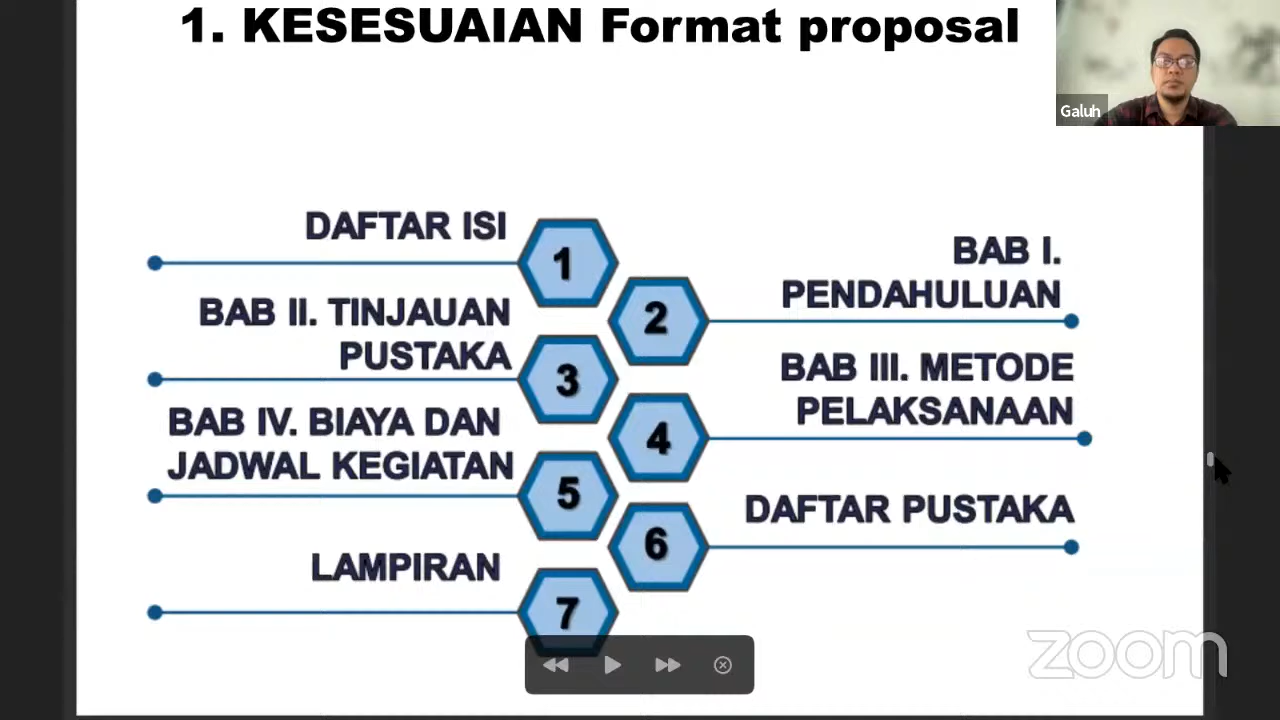 1. KESESUAIAN Format proposal
Galuh
DAFTAR ISI
1
BAB I.
PENDAHULUAN
2
BAB II. TINJAUAN
PUSTAKA
3
BAB III. METODE
PELAKSANAAN
4
BAB IV. BIAYA DAN
JADWAL KEGIATAN
5
DAFTAR PUSTAKA
6
LAMPIRAN
7
zoom